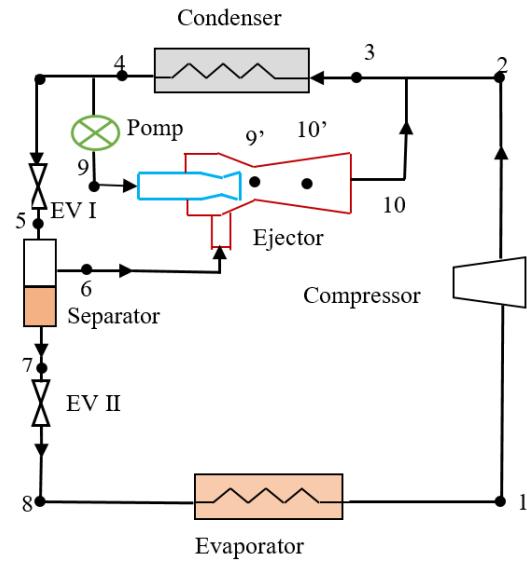 Condenser
4
3
2
Pomp
9’
10’
9
10
EV I
5
Ejector
6
Compressor
Separator
7
EV II
8
1
Evaporator